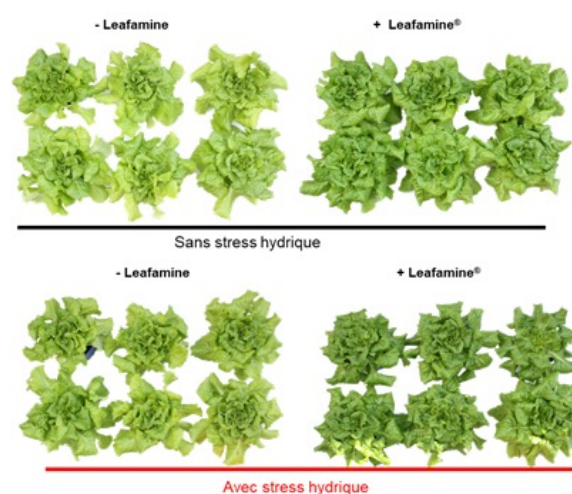 - Leafamine
+ Leafamine®
Sans stress hydrique
- Leafamine
+ Leafamine®
Avec stress hydrique